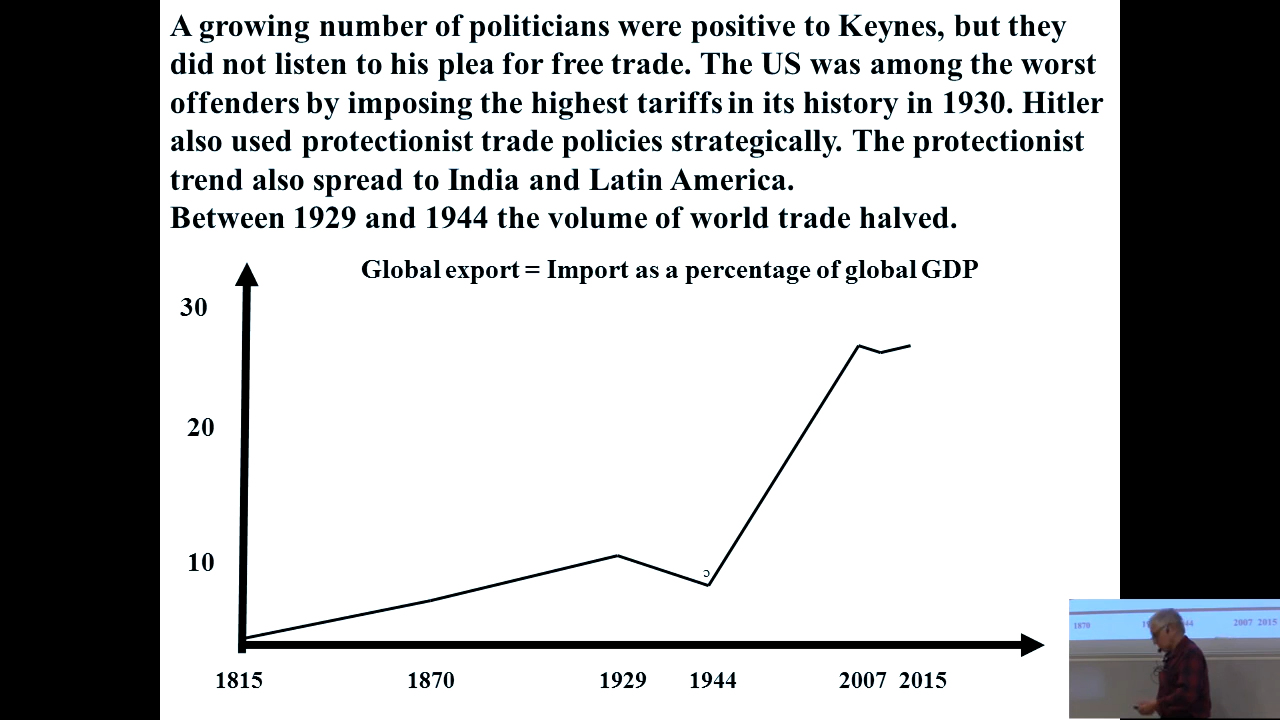 A growing number of politicians were positive to Keynes, but they
did not listen to his plea for free trade. The US was among the worst
offenders by imposing the highest tariffs in its history in 1930. Hitler
also used protectionist trade policies strategically. The protectionist
trend also spread to India and Latin America.
Between 1929 and 1944 the volume of world trade halved.
Global export = Import as a percentage of global GDP
30
20
10
1815 1870 1929 1944 2007 2015
1870 2007 2015